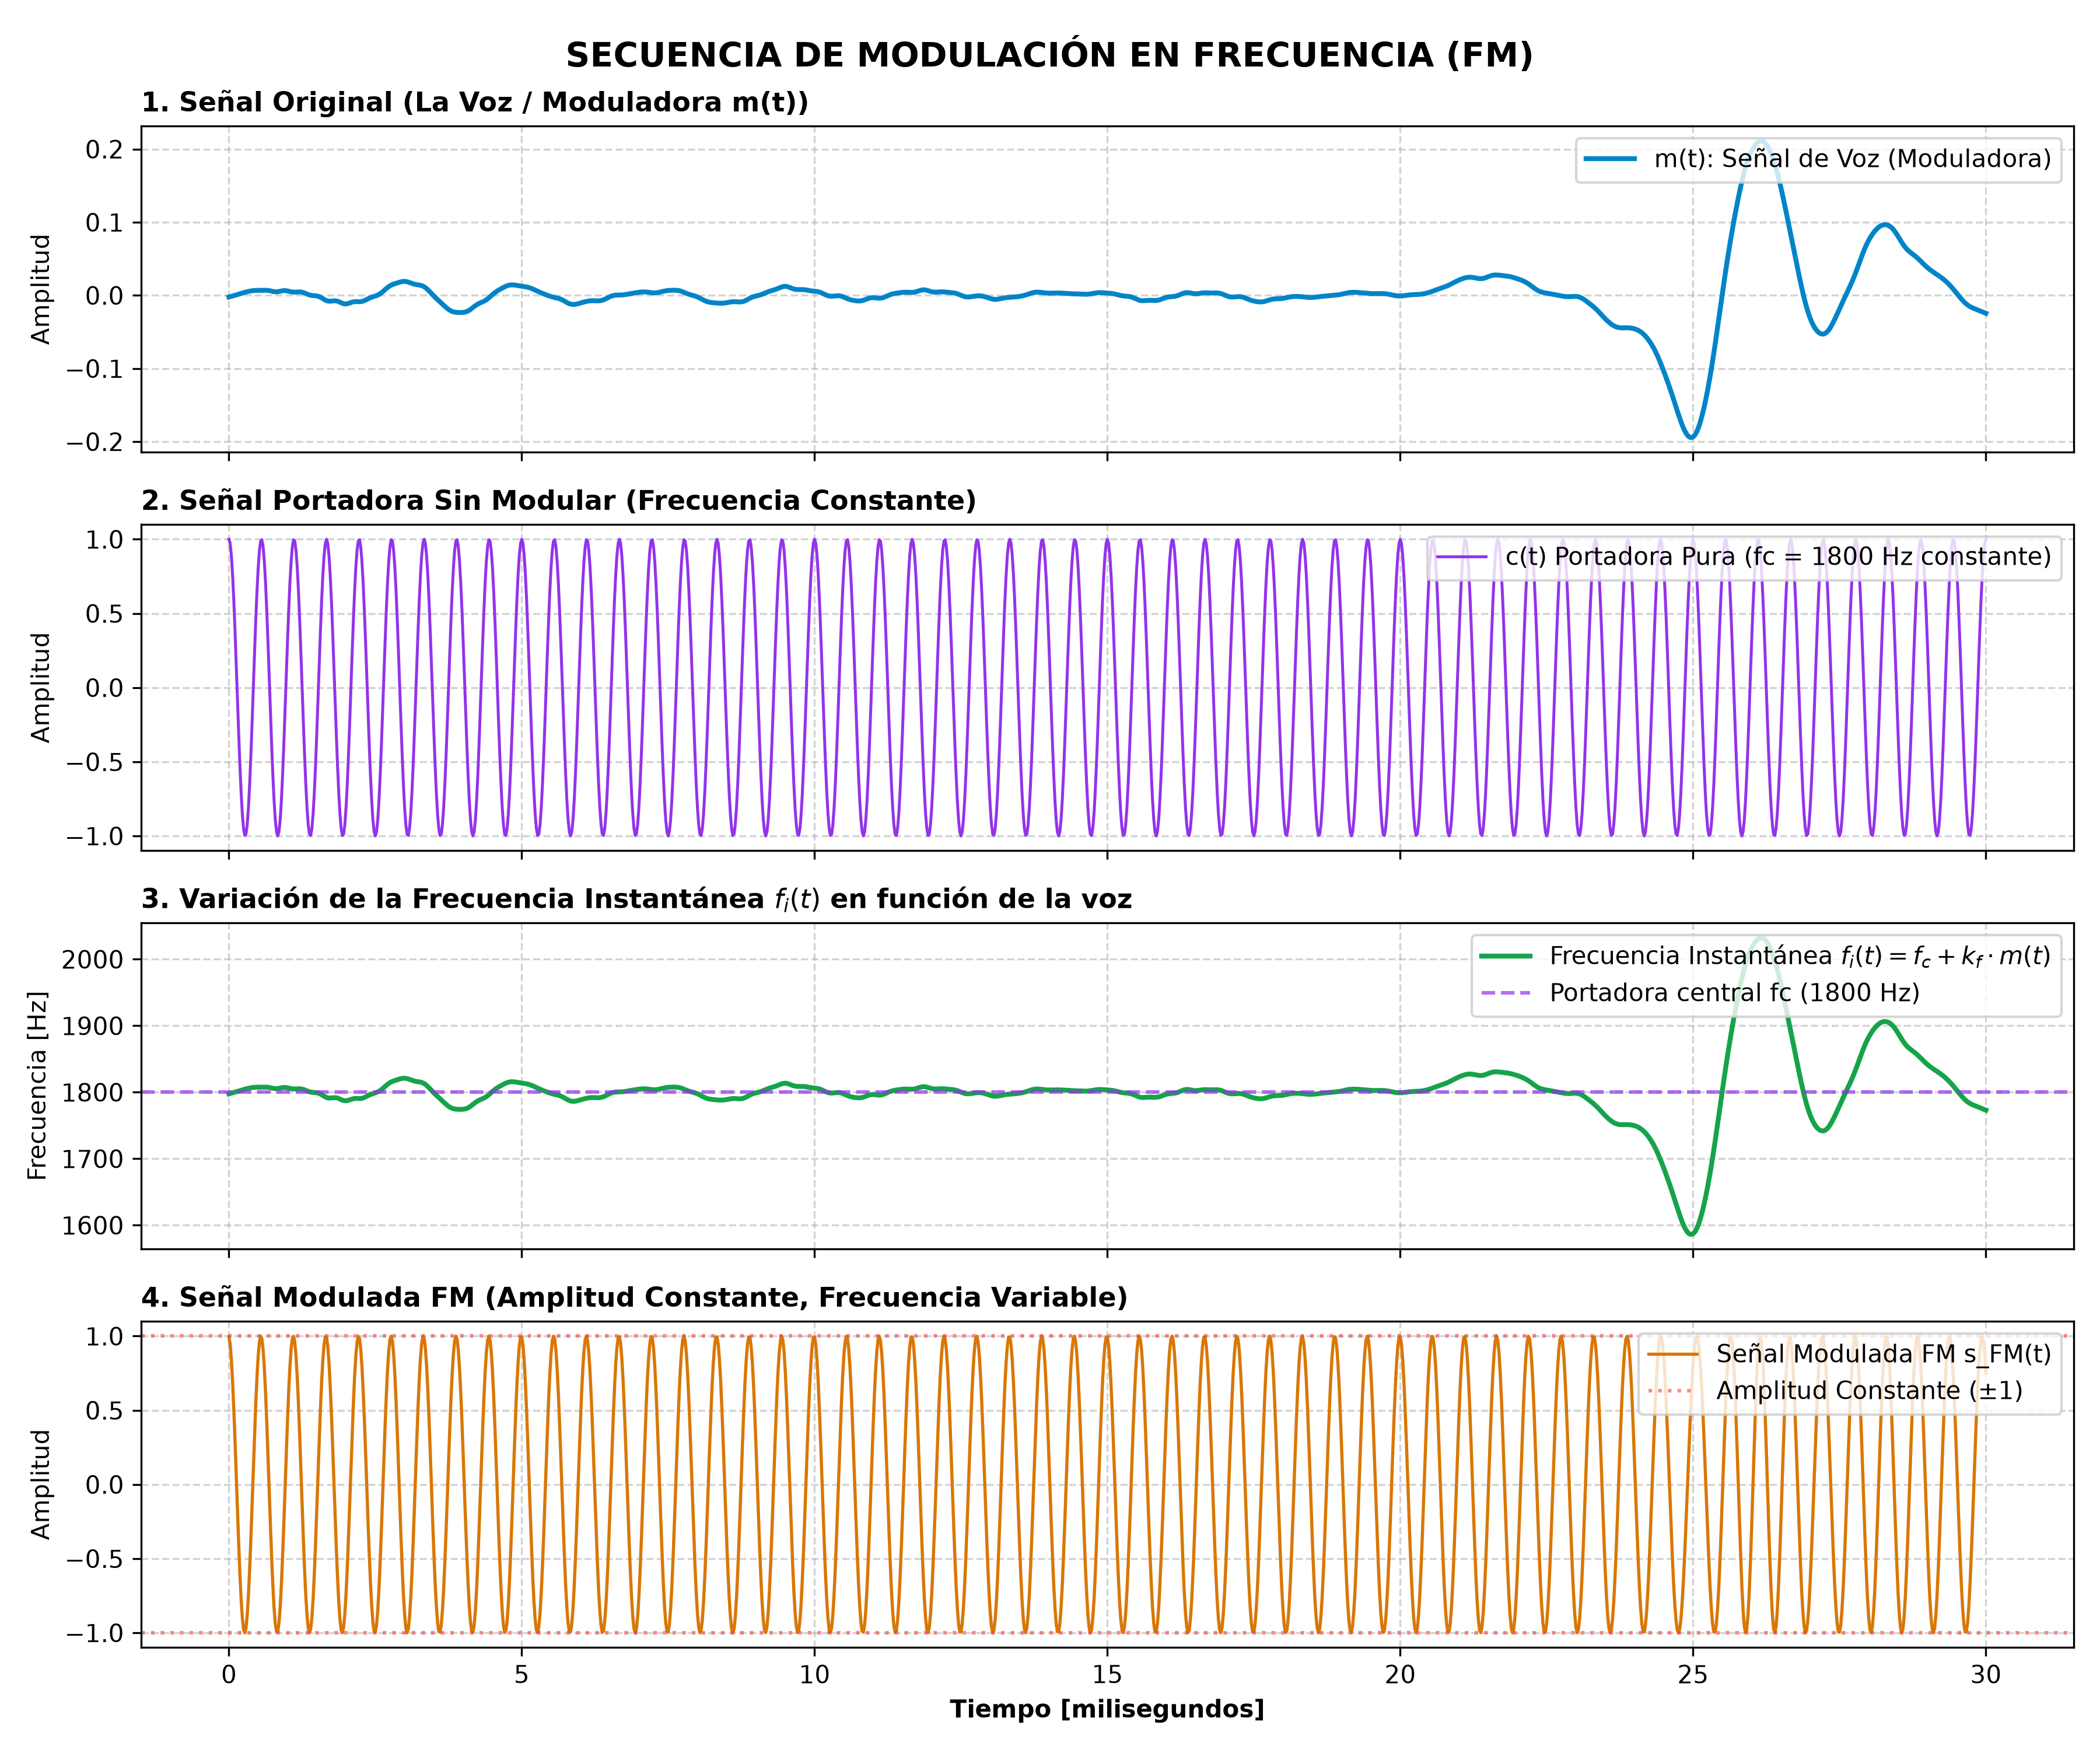 SECUENCIA DE MODULACIÓN EN FRECUENCIA (FM)
1. Señal Original (La Voz / Moduladora m(t))
m(t): Señal de Voz (Moduladora)
Amplitud
0.2
0.1
0.0
−0.1
−0.2
2. Señal Portadora Sin Modular (Frecuencia Constante)
c(t) Portadora Pura (fc = 1800 Hz constante)
Amplitud
1.0
0.5
0.0
−0.5
−1.0
3. Variación de la Frecuencia Instantánea f_i(t) en función de la voz
Frecuencia Instantánea f_i(t) = f_c + k_f · m(t)
Portadora central fc (1800 Hz)
Frecuencia [Hz]
2000
1900
1800
1700
1600
4. Señal Modulada FM (Amplitud Constante, Frecuencia Variable)
Señal Modulada FM s_FM(t)
Amplitud Constante (±1)
Amplitud
1.0
0.5
0.0
−0.5
−1.0
0 5 10 15 20 25 30
Tiempo [milisegundos]